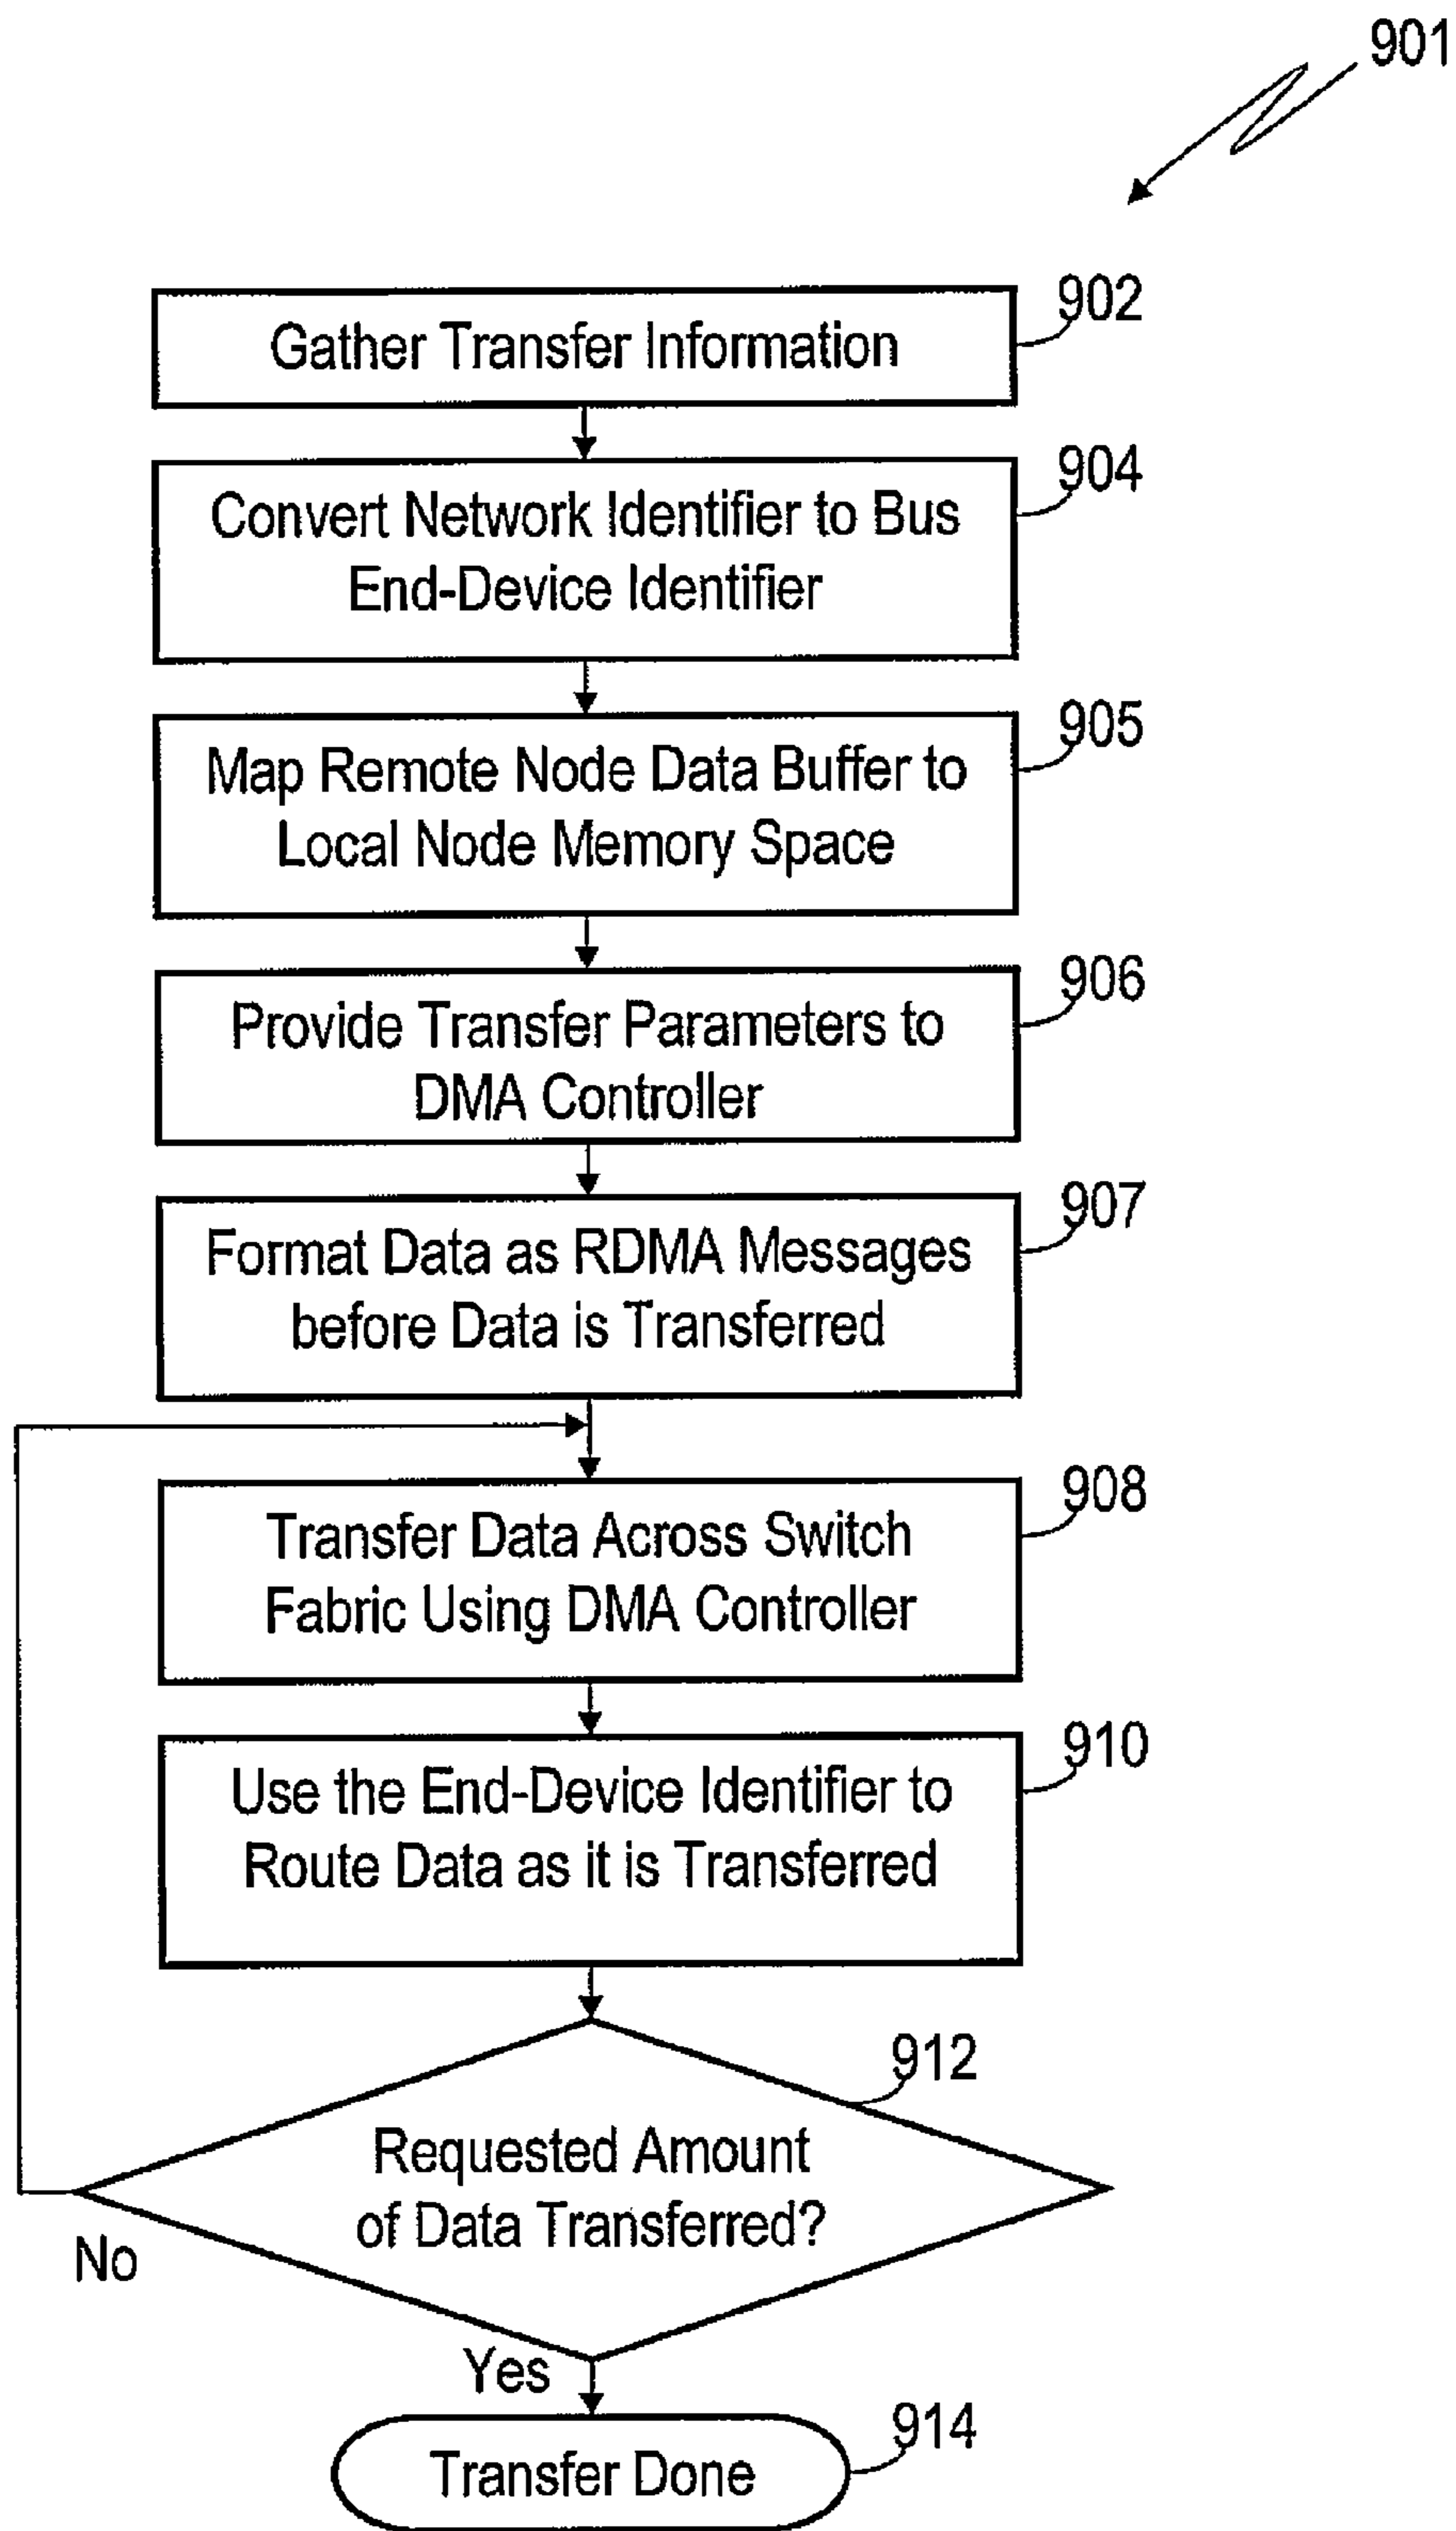 901
902
Gather Transfer Information
904
Convert Network Identifier to Bus
End-Device Identifier
905
Map Remote Node Data Buffer to
Local Node Memory Space
906
Provide Transfer Parameters to
DMA Controller
907
Format Data as RDMA Messages
before Data is Transferred
908
Transfer Data Across Switch
Fabric Using DMA Controller
910
Use the End-Device Identifier to
Route Data as it is Transferred
912
Requested Amount
of Data Transferred?
No
Yes
914
Transfer Done